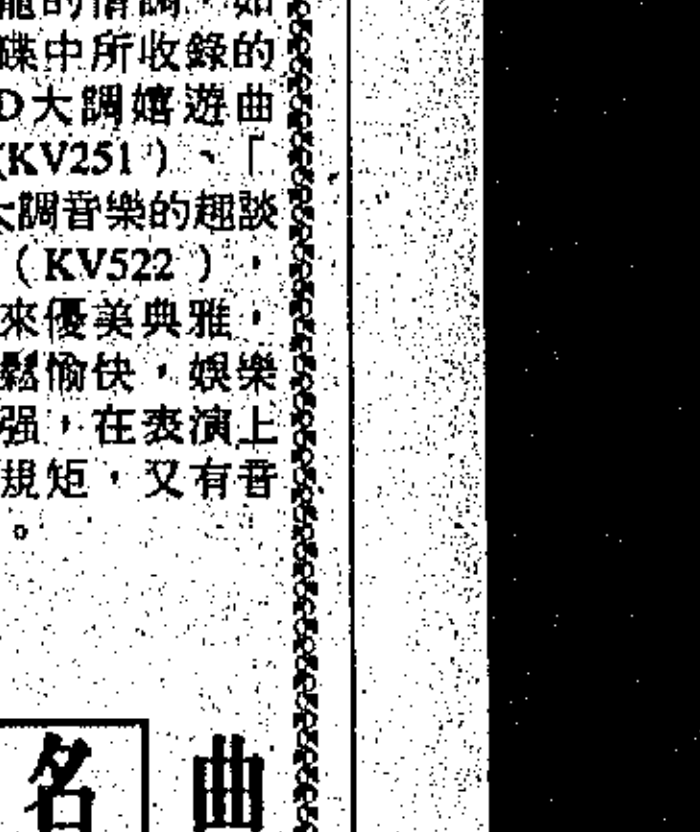 的情調，如
碟中所收錄的
D大調嬉遊曲
(KV251)、「
大調音樂的趣談
（KV522），
來優美典雅，
鬆愉快，娛樂
强，在表演上
規矩，又有音
。
名 曲